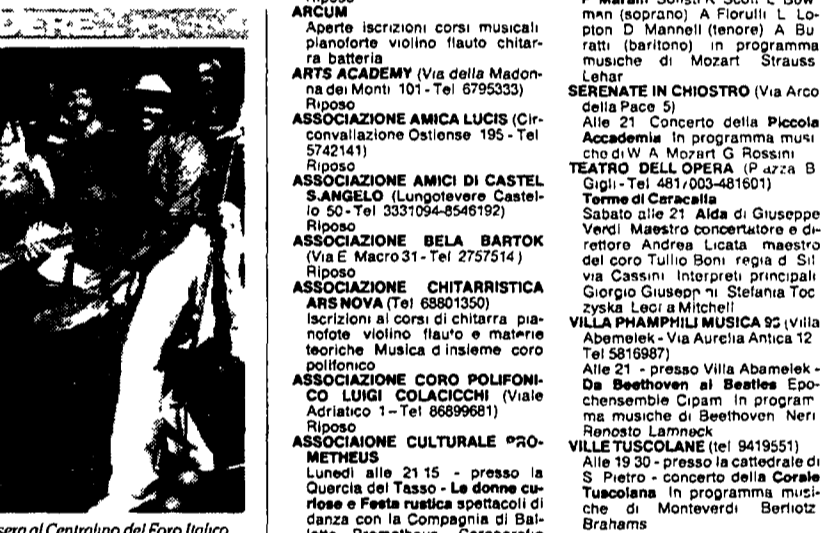 ARCUM
Aperte iscrizioni corsi musicali
pianoforte violino flauto chitar-
ra batteria
ARTS ACADEMY (Via della Madon-
na dei Monti 101 - Tel 6795333)
Riposo
ASSOCIAZIONE AMICA LUCIS (Cir-
convallazione Ostiense 195 - Tel
5742141)
Riposo
ASSOCIAZIONE AMICI DI CASTEL
S.ANGELO (Lungotevere Castel-
lo 50 - Tel 3331094-8546192)
Riposo
ASSOCIAZIONE BELA BARTOK
(Via E Macro 31 - Tel 2757514)
Riposo
ASSOCIAZIONE CHITARRISTICA
ARS NOVA (Tel 68801350)
Iscrizioni ai corsi di chitarra pia-
nofote violino flauto e materie
teoriche Musica d insieme coro
polifonico
ASSOCIAZIONE CORO POLIFONI-
CO LUIGI COLACICCHI (Viale
Adriatico 1 - Tel 86899681)
Riposo
ASSOCIAIONE CULTURALE PRO-
METHEUS
Lunedì alle 21 15 - presso la
Quercia del Tasso - Le donne cu-
riose e Festa rustica spettacoli di
danza con la Compagnia di Bal-
sera al Centralino del Foro Italico
man (soprano) A Fiorulli L Lo-
pton D Mannell (tenore) A Bu
ratti (baritono) in programma
musiche di Mozart Strauss
Lehar
SERENATE IN CHIOSTRO (Via Arco
della Pace 5)
Alle 21 Concerto della Piccola
Accademia In programma musi
che di W A Mozart G Rossini
TEATRO DELL OPERA (P azza B
Gigli - Tel 481/003-481601)
Terme di Caracalla
Sabato alle 21 Aida di Giuseppe
Verdi Maestro concertatore e di-
rettore Andrea Licata maestro
del coro Tullio Boni regia d Sil
via Cassini Interpreti principali
Giorgio Stefania Toc
zyska Mitchell
VILLA PHAMPHILI MUSICA (Villa
Abemelek - Via Aurelia Antica 12
Tel 5816987)
Alle 21 - presso Villa Abamelek -
Da Beethoven ai Beatles Epo-
chensemble Cipam In program
ma musiche di Beethoven Neri
Renosto Lamneck
VILLE TUSCOLANE (tel 9419551)
Alle 19 30 - presso la cattedrale di
S Pietro - concerto della Corale
Tuscolana In programma musi-
che di Monteverdi Berliotz
Brahams